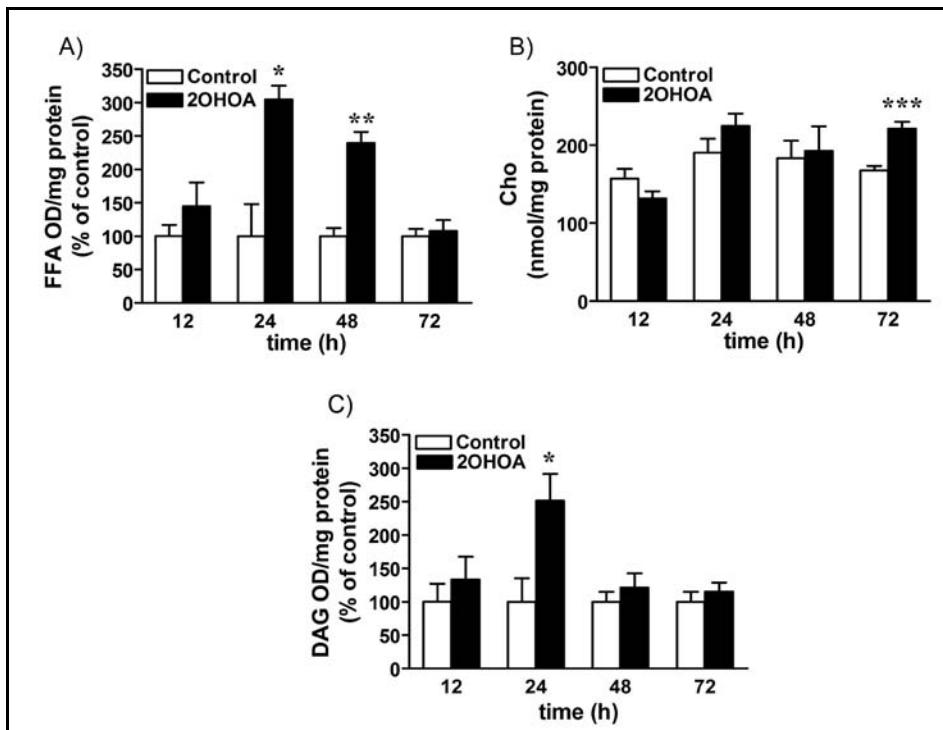 A)
FFA OD/mg protein
(% of control)
350
300
250
200
150
100
50
0
Control
2OHOA
*
**
12 24 48 72
time (h)
B)
Cho
(nmol/mg protein)
300
200
100
0
Control
2OHOA
***
12 24 48 72
time (h)
C)
DAG OD/mg protein
(% of control)
350
300
250
200
150
100
50
0
Control
2OHOA
*
12 24 48 72
time (h)